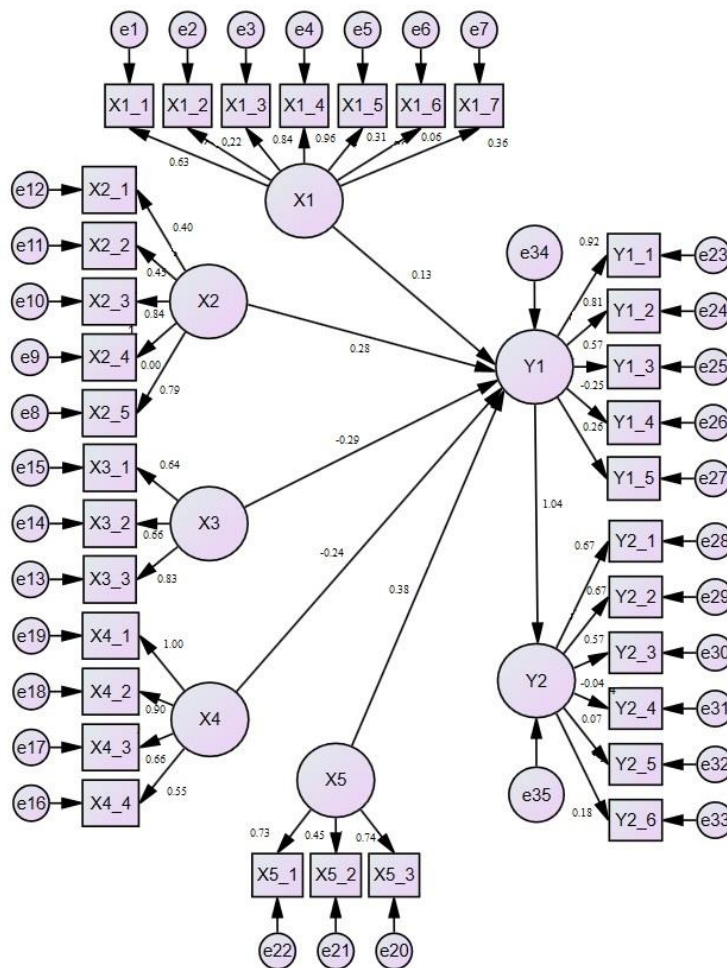 e1 e2 e3 e4 e5 e6 e7
X1_1 X1_2 X1_3 X1_4 X1_5 X1_6 X1_7
0.63 0.22 0.84 0.96 0.31 0.06 0.36
X1
e12 X2_1
e11 X2_2
e10 X2_3
e9 X2_4
e8 X2_5
0.40
0.45
0.84
0.00
0.79
X2
0.13
0.28
e15 X3_1
e14 X3_2
e13 X3_3
0.64
0.66
0.83
X3
-0.29
e19 X4_1
e18 X4_2
e17 X4_3
e16 X4_4
1.00
0.90
0.66
0.55
X4
-0.24
0.38
X5
0.73 0.45 0.74
X5_1 X5_2 X5_3
e22 e21 e20
e34
Y1
0.92
0.81
0.57
-0.25
0.26
Y1_1 e23
Y1_2 e24
Y1_3 e25
Y1_4 e26
Y1_5 e27
1.04
Y2
e35
0.67
0.67
0.57
-0.04
0.07
0.18
Y2_1 e28
Y2_2 e29
Y2_3 e30
Y2_4 e31
Y2_5 e32
Y2_6 e33